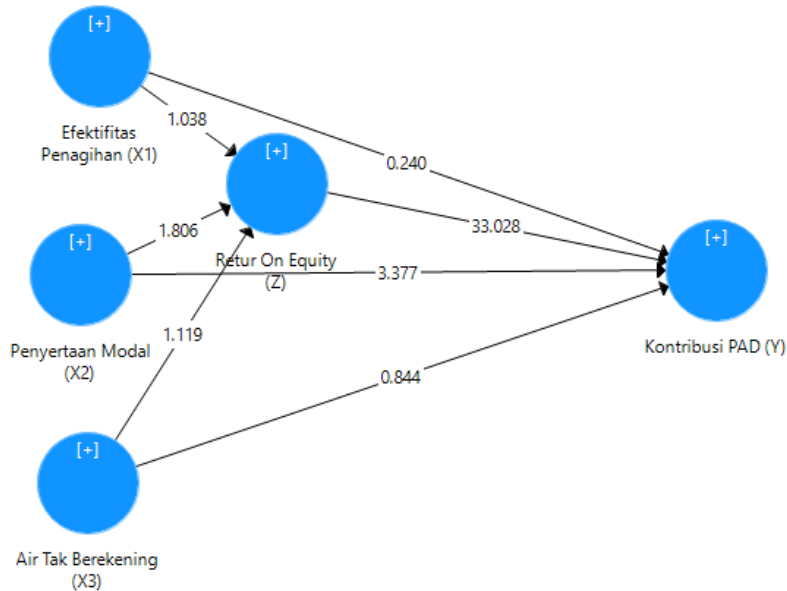 [+]
Efektifitas
Penagihan (X1)
1.038
[+]
0.240
1.806
33.028
[+]
Retur On Equity
(Z)
3.377
[+]
Penyertaan Modal
(X2)
1.119
Kontribusi PAD (Y)
0.844
[+]
Air Tak Berekening
(X3)